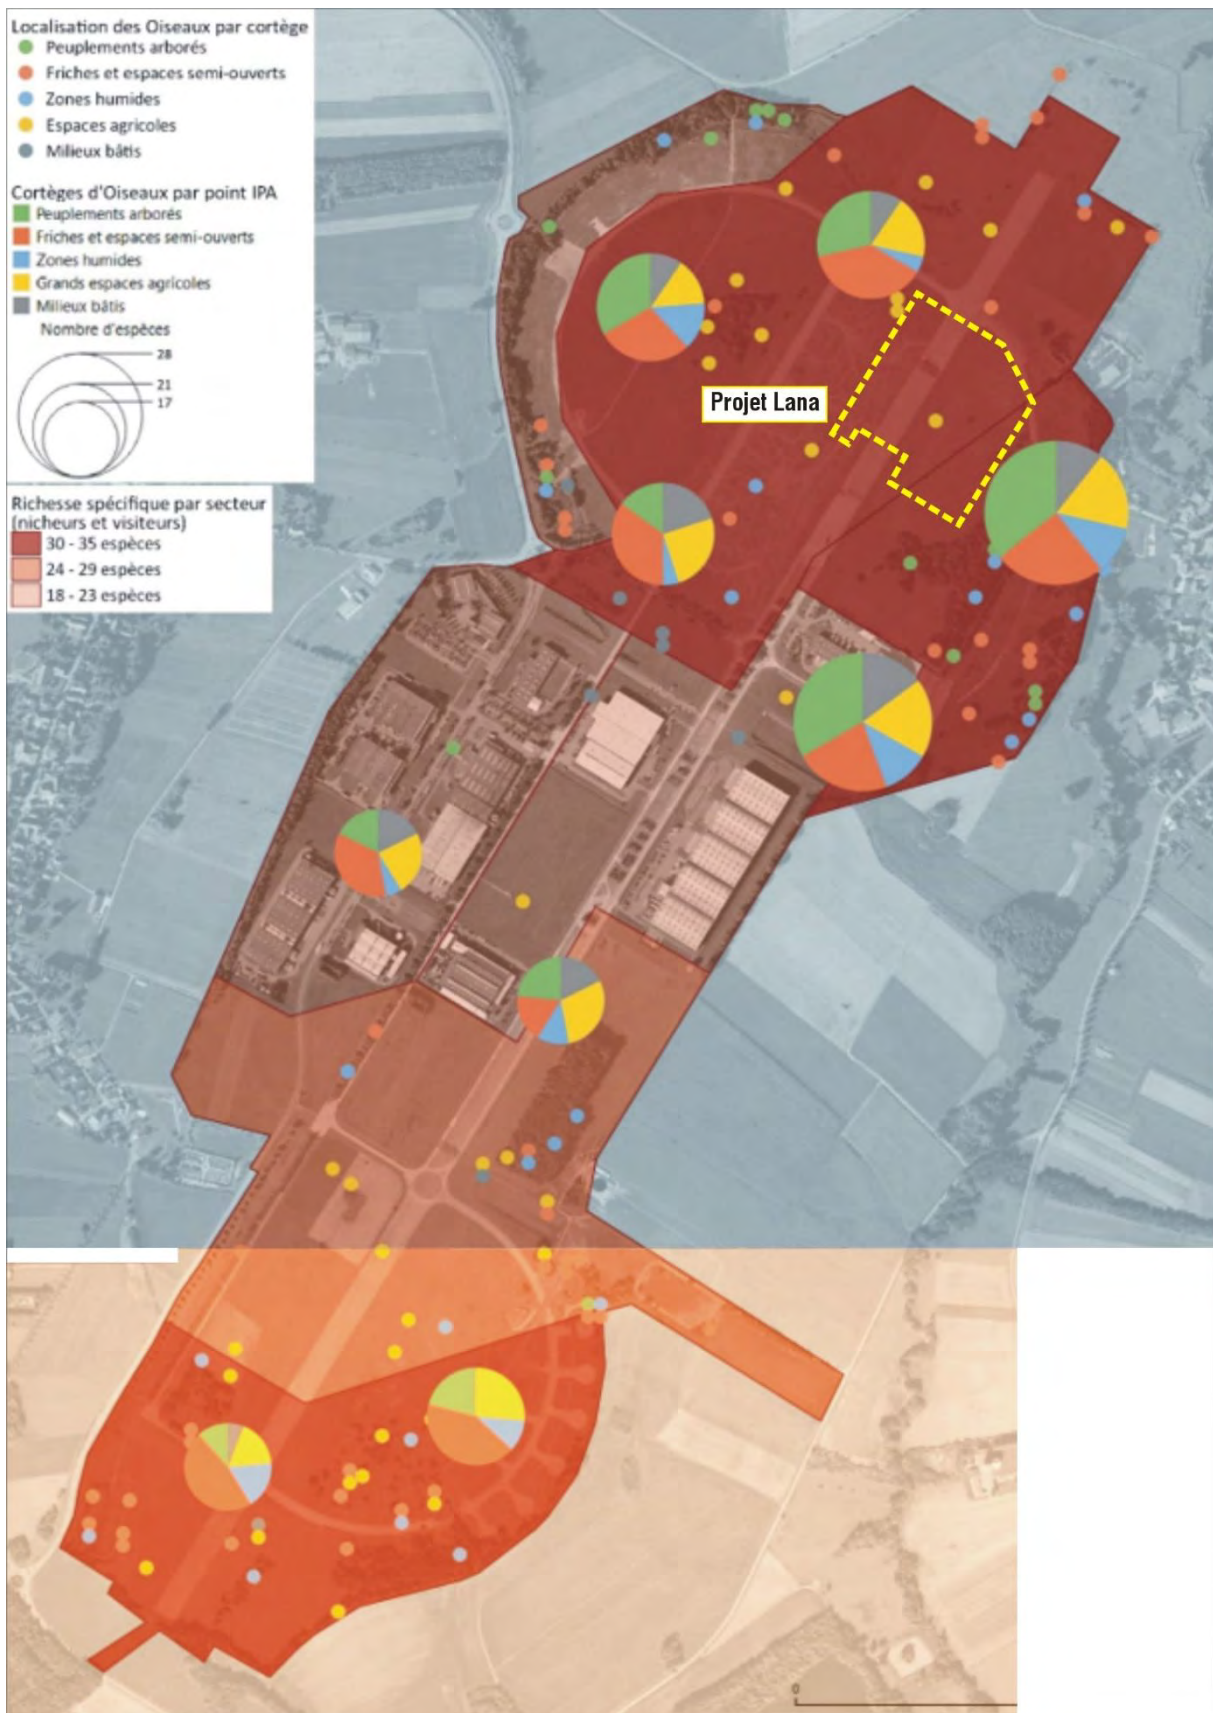 Localisation des Oiseaux par cortège
Peuplements arborés
Friches et espaces semi-ouverts
Zones humides
Espaces agricoles
Milieux bâtis
Cortèges d'Oiseaux par point IPA
Peuplements arborés
Friches et espaces semi-ouverts
Zones humides
Grands espaces agricoles
Milieux bâtis
Nombre d'espèces
28
21
17
Richesse spécifique par secteur
(nicheurs et visiteurs)
30 - 35 espèces
24 - 29 espèces
18 - 23 espèces
Projet Lana
0